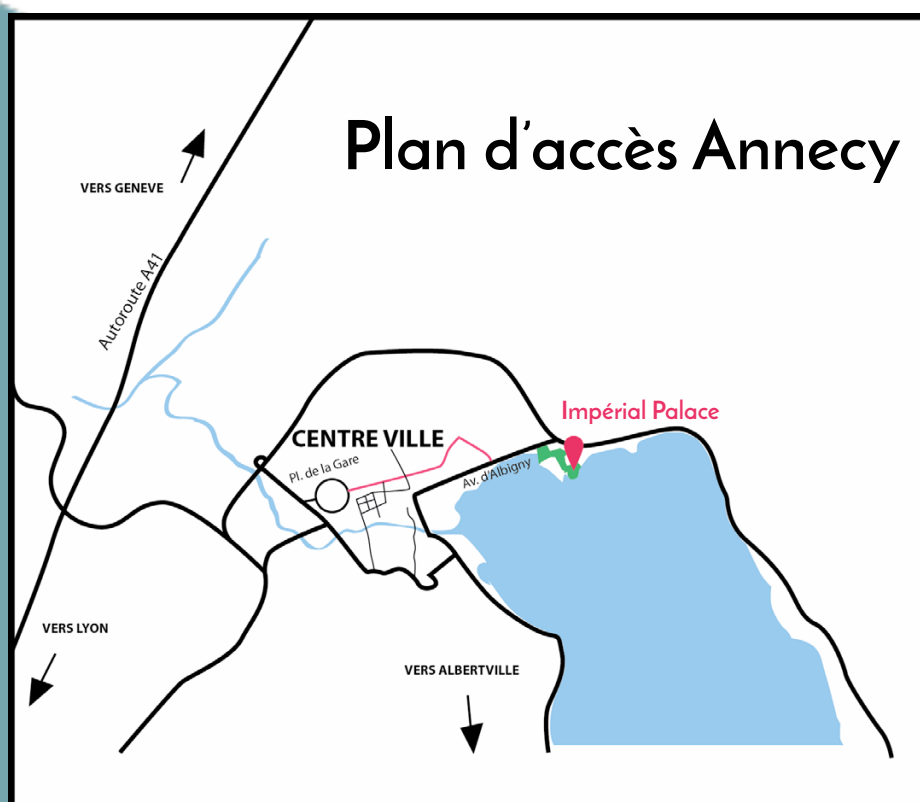 Plan d'accès Annecy
VERS GENEVE
Autoroute A41
Impérial Palace
CENTRE VILLE
Pl. de la Gare
Av. d'Albigny
VERS LYON
VERS ALBERTVILLE